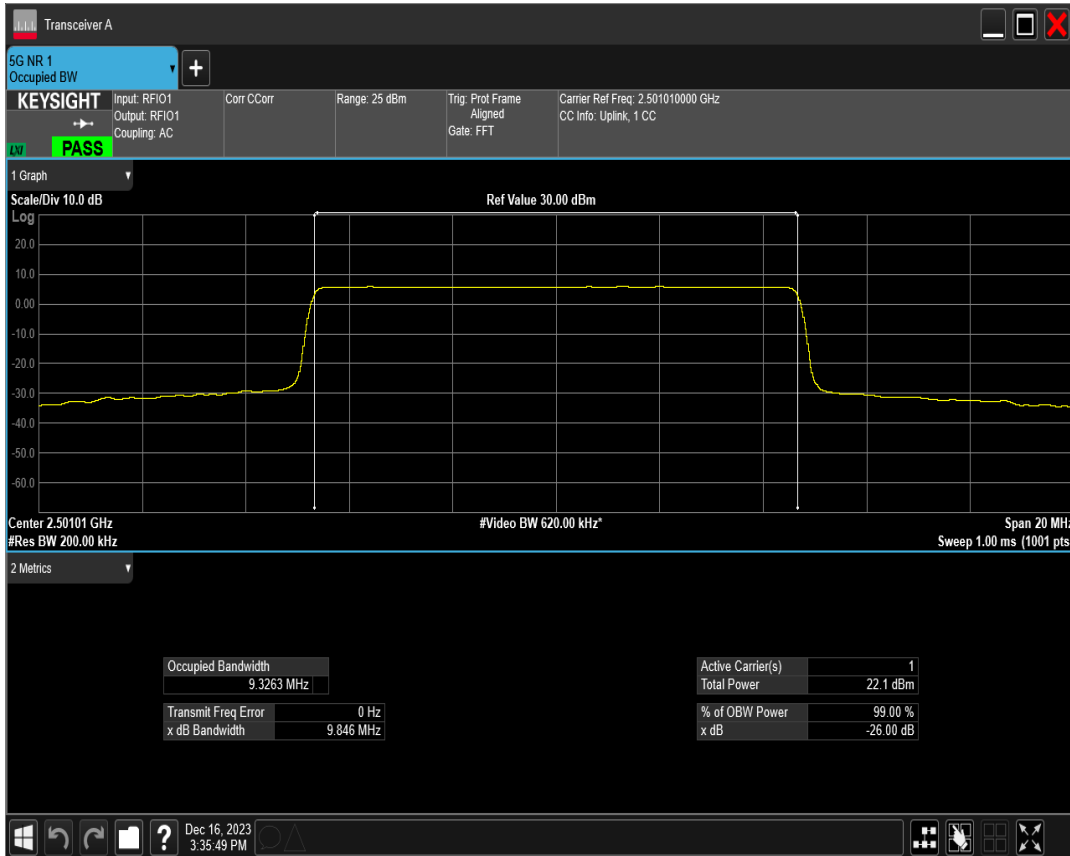 Transceiver A
5G NR 1
Occupied BW
KEYSIGHT
LXI
PASS
Input: RFIO1
Output: RFIO1
Coupling: AC
Corr CCorr
Range: 25 dBm
Trig: Prot Frame
Aligned
Gate: FFT
Carrier Ref Freq: 2.501010000 GHz
CC Info: Uplink, 1 CC
1 Graph
Scale/Div 10.0 dB
Ref Value 30.00 dBm
Log
20.0
10.0
0.00
-10.0
-20.0
-30.0
-40.0
-50.0
-60.0
Center 2.50101 GHz
#Video BW 620.00 kHz*
Span 20 MHz
#Res BW 200.00 kHz
Sweep 1.00 ms (1001 pts
2 Metrics
Occupied Bandwidth
9.3263 MHz
Transmit Freq Error 0 Hz
x dB Bandwidth 9.846 MHz
Active Carrier(s) 1
Total Power 22.1 dBm
% of OBW Power 99.00 %
x dB -26.00 dB
?
Dec 16, 2023
3:35:49 PM